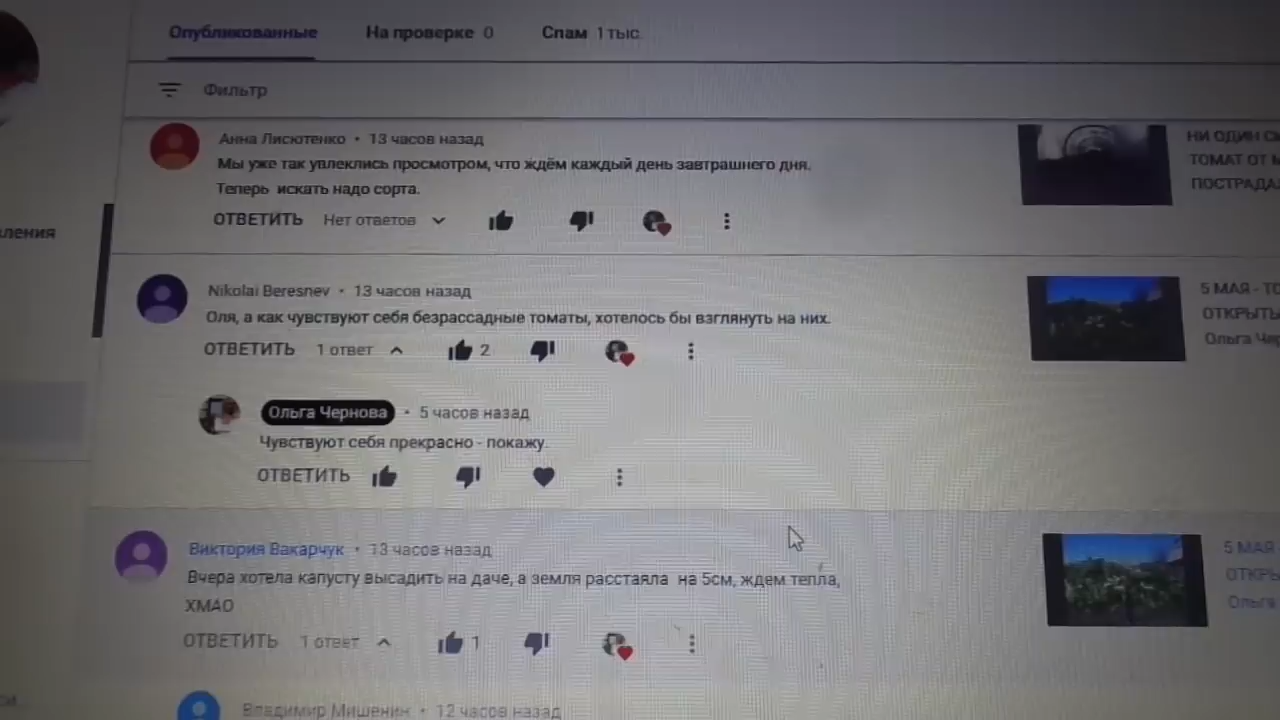 Опубликованные На проверке 0 Спам 1 тыс.
Фильтр
Анна Лисютенко • 13 часов назад
Мы уже так увлеклись просмотром, что ждём каждый день завтрашнего дня.
Теперь искать надо сорта.
ОТВЕТИТЬ Нет ответов
НИ ОДИН
ТОМАТ ОТ
Nikolai Beresnev • 13 часов назад
Оля, а как чувствуют себя безрассадные томаты, хотелось бы взглянуть на них.
ОТВЕТИТЬ 1 ответ 2
5 МАЯ -
Ольга
Ольга Чернова • 5 часов назад
Чувствуют себя прекрасно - покажу.
ОТВЕТИТЬ
Виктория Вакарчук • 13 часов назад
Вчера хотела капусту высадить на даче, а земля расстаяла на 5см, ждем тепла,
ХМАО
ОТВЕТИТЬ 1 ответ 1
5 МАЯ
Ольга
Владимир Мишенин • 12 часов назад